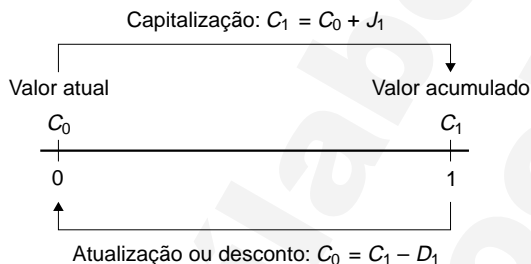 Capitalização: C₁ = C₀ + J₁
Valor atual Valor acumulado
C₀ C₁
0 1
Atualização ou desconto: C₀ = C₁ – D₁